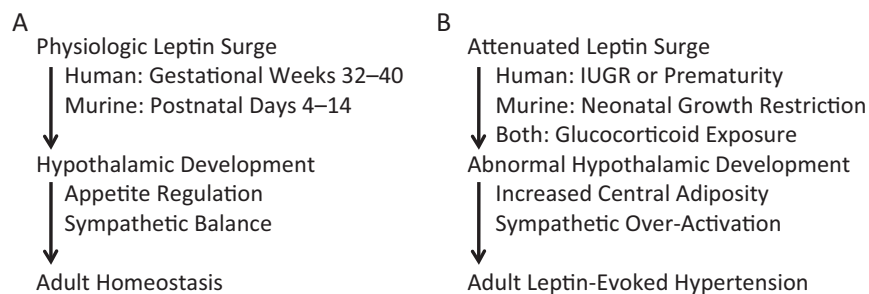 A
Physiologic Leptin Surge
Human: Gestational Weeks 32–40
Murine: Postnatal Days 4–14
Hypothalamic Development
Appetite Regulation
Sympathetic Balance
Adult Homeostasis
B
Attenuated Leptin Surge
Human: IUGR or Prematurity
Murine: Neonatal Growth Restriction
Both: Glucocorticoid Exposure
Abnormal Hypothalamic Development
Increased Central Adiposity
Sympathetic Over-Activation
Adult Leptin-Evoked Hypertension